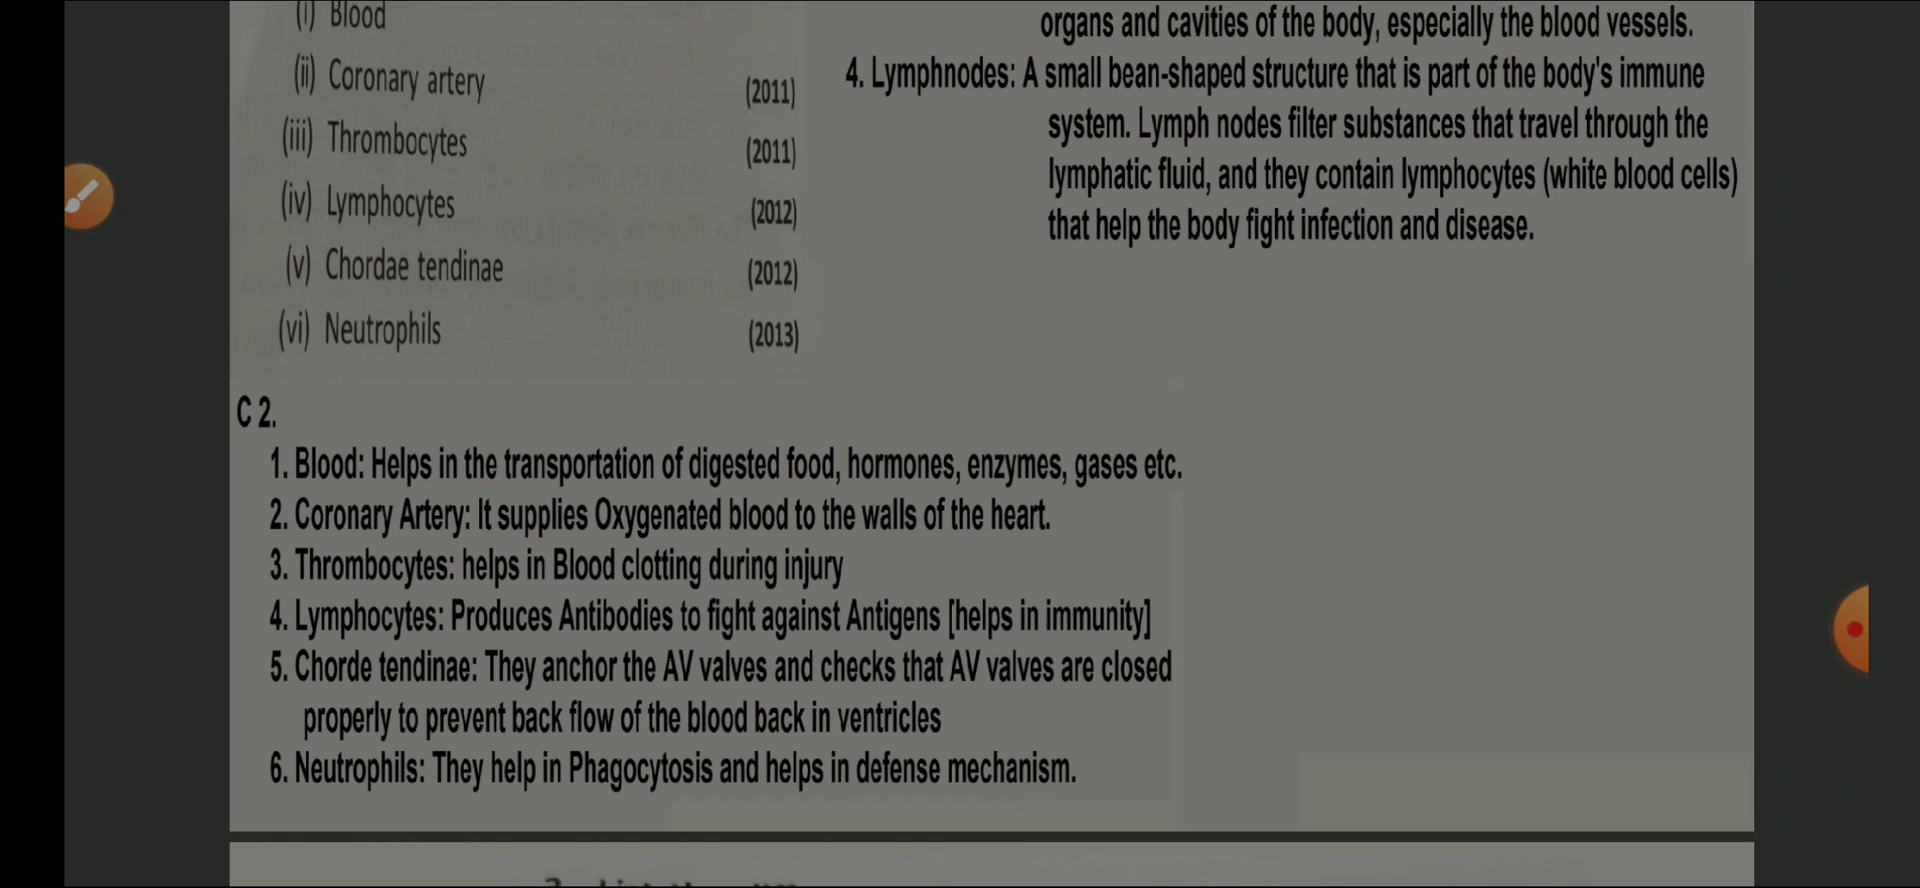 (i) Blood
(ii) Coronary artery (2011)
(iii) Thrombocytes (2011)
(iv) Lymphocytes (2012)
(v) Chordae tendinae (2012)
(vi) Neutrophils (2013)
organs and cavities of the body, especially the blood vessels.
4. Lymphnodes: A small bean-shaped structure that is part of the body's immune
system. Lymph nodes filter substances that travel through the
lymphatic fluid, and they contain lymphocytes (white blood cells)
that help the body fight infection and disease.
C 2.
1. Blood: Helps in the transportation of digested food, hormones, enzymes, gases etc.
2. Coronary Artery: It supplies Oxygenated blood to the walls of the heart.
3. Thrombocytes: helps in Blood clotting during injury
4. Lymphocytes: Produces Antibodies to fight against Antigens [helps in immunity]
5. Chorde tendinae: They anchor the AV valves and checks that AV valves are closed
properly to prevent back flow of the blood back in ventricles
6. Neutrophils: They help in Phagocytosis and helps in defense mechanism.